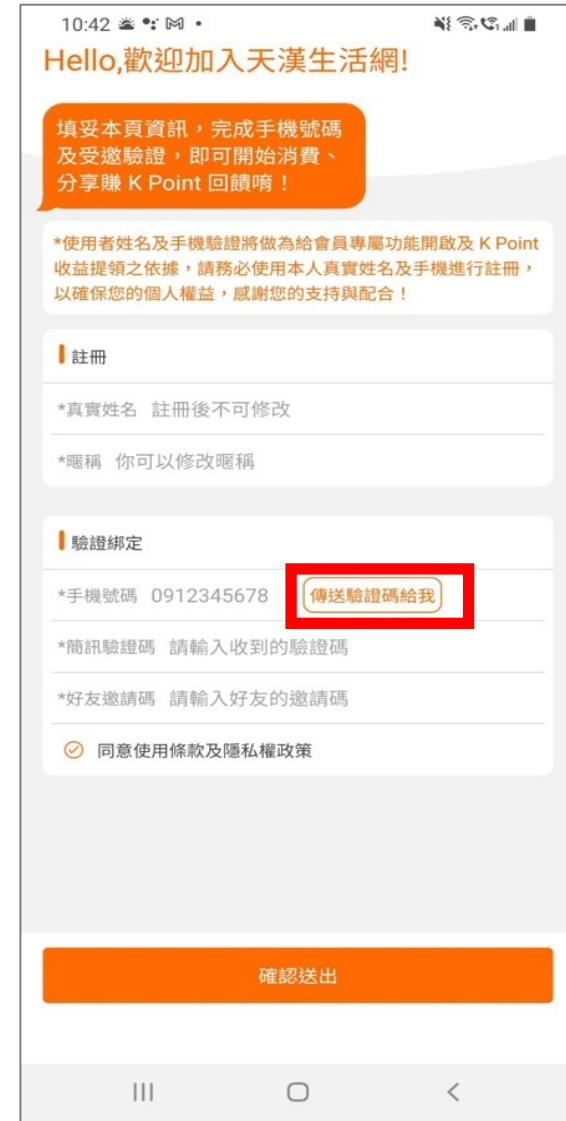 10:42
Hello,歡迎加入天漢生活網!
填妥本頁資訊，完成手機號碼
及受邀驗證，即可開始消費、
分享賺 K Point 回饋唷！
*使用者姓名及手機驗證將做為給會員專屬功能開啟及 K Point
收益提領之依據，請務必使用本人真實姓名及手機進行註冊，
以確保您的個人權益，感謝您的支持與配合！
註冊
*真實姓名 註冊後不可修改
*暱稱 你可以修改暱稱
驗證綁定
*手機號碼 0912345678 傳送驗證碼給我
*簡訊驗證碼 請輸入收到的驗證碼
*好友邀請碼 請輸入好友的邀請碼
同意使用條款及隱私權政策
確認送出